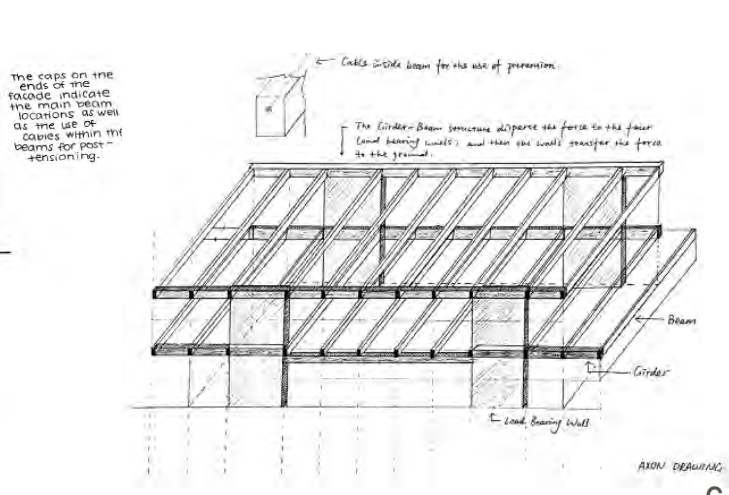 The caps on the
ends of the
facade indicate
the main beam
locations as well
as the use of
cables within the
beams for post-
tensioning.
Cable inside beam for the use of pretension.
The Girder-Beam structure disperse the force to the four
load bearing walls, and then the walls transfer the force
to the ground.
Beam
Girder
Load Bearing Wall
AXON DRAWING